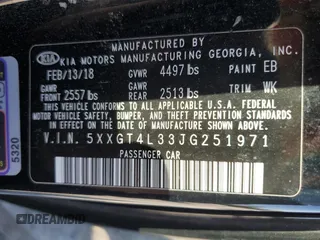 MANUFACTURED BY
KIA KIA MOTORS MANUFACTURING GEORGIA, INC.
FEB/13/18 GVWR 4497 lbs PAINT EB
GAWR GAWR
FRONT 2557 lbs REAR 2513 lbs TRIM WK
THIS VEHICLE CONFORMS TO ALL APPLICABLE U.S.A. FEDERAL MOTOR
VEHICLE SAFETY, BUMPER, AND THEFT PREVENTION STANDARDS IN
EFFECT ON THE DATE OF MANUFACTURE SHOWN ABOVE.
V.I.N. 5XXGT4L33JG251971
PASSENGER CAR
5320
DREAMBID